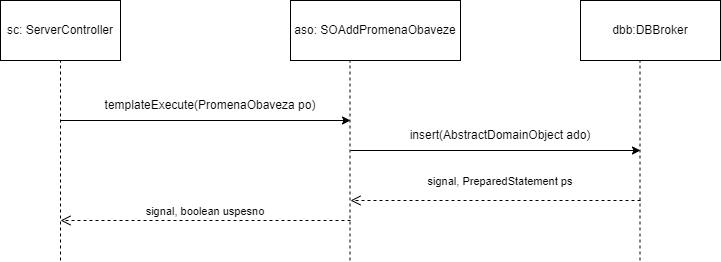 sc: ServerController
aso: SOAddPromenaObaveze
dbb:DBBroker
templateExecute(PromenaObaveza po)
insert(AbstractDomainObject ado)
signal, PreparedStatement ps
signal, boolean uspesno